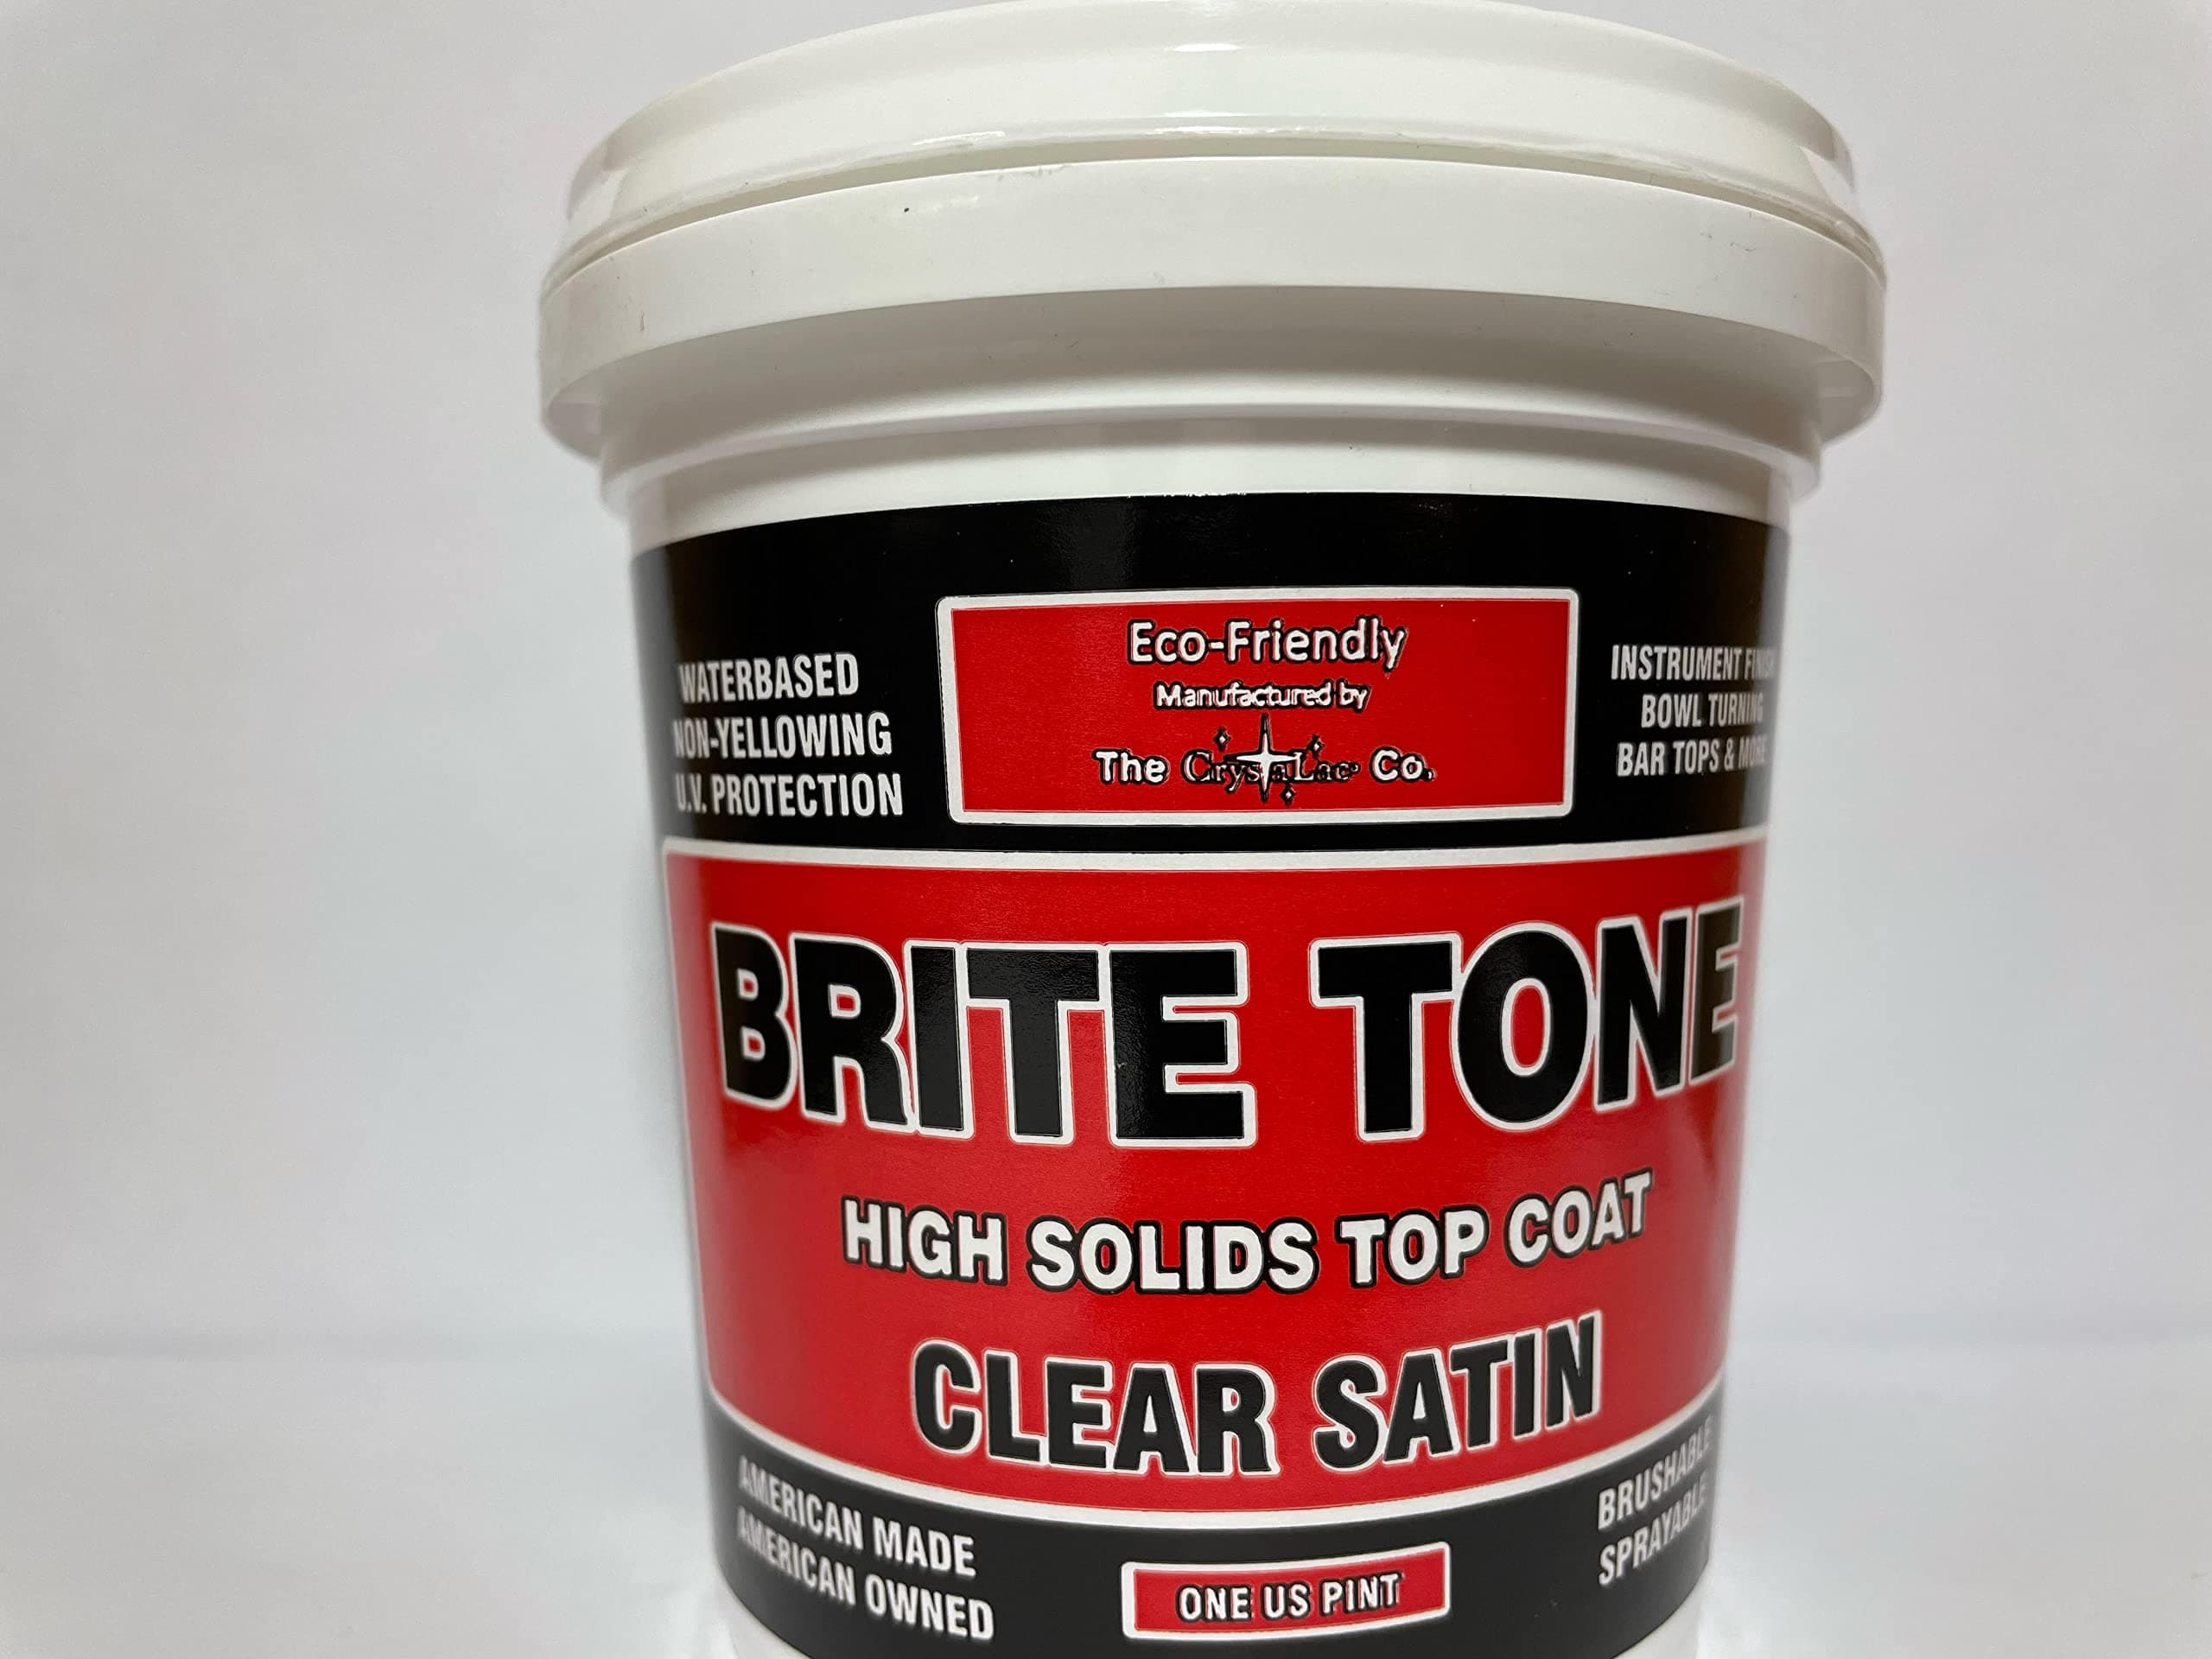 Eco-Friendly
Manufactured by
The CrystaLac Co.
WATERBASED
NON-YELLOWING
U.V. PROTECTION
INSTRUMENT FINISH
BOWL TURNING
BAR TOPS & MORE
BRITE TONE
HIGH SOLIDS TOP COAT
CLEAR SATIN
AMERICAN MADE
AMERICAN OWNED
ONE US PINT
BRUSHABLE
SPRAYABLE